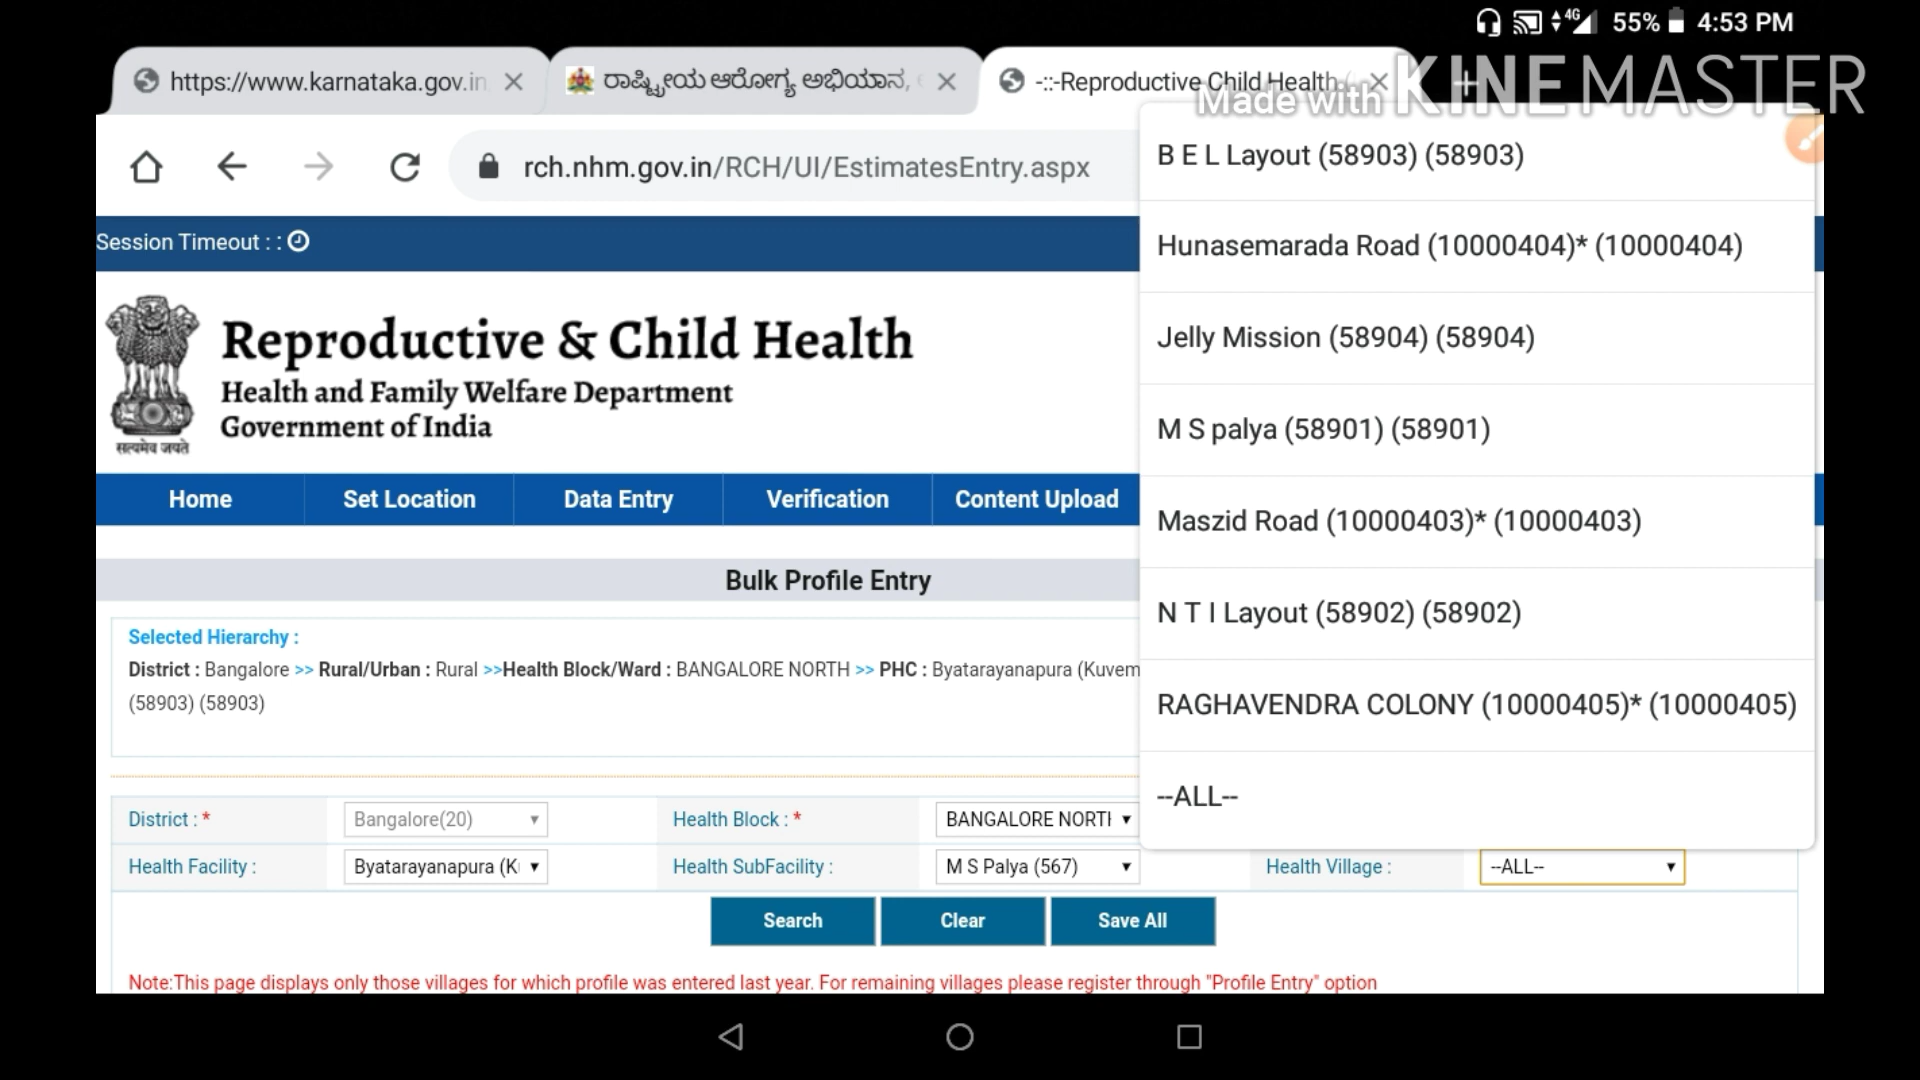 4G 55% 4:53 PM
https://www.karnataka.gov.in
ರಾಷ್ಟ್ರೀಯ ಆರೋಗ್ಯ ಅಭಿಯಾನ,
-::-Reproductive Child Health
Made with KINEMASTER
rch.nhm.gov.in/RCH/UI/EstimatesEntry.aspx
Session Timeout : :
सत्यमेव जयते
Reproductive & Child Health
Health and Family Welfare Department
Government of India
Home Set Location Data Entry Verification Content Upload
Bulk Profile Entry
Selected Hierarchy :
District : Bangalore >> Rural/Urban : Rural >>Health Block/Ward : BANGALORE NORTH >> PHC : Byatarayanapura (Kuvem
(58903) (58903)
B E L Layout (58903) (58903)
Hunasemarada Road (10000404)* (10000404)
Jelly Mission (58904) (58904)
M S palya (58901) (58901)
Maszid Road (10000403)* (10000403)
N T I Layout (58902) (58902)
RAGHAVENDRA COLONY (10000405)* (10000405)
--ALL--
District : * Bangalore(20) Health Block : * BANGALORE NORTH
Health Facility : Byatarayanapura (K Health SubFacility : M S Palya (567) Health Village : --ALL--
Search Clear Save All
Note:This page displays only those villages for which profile was entered last year. For remaining villages please register through "Profile Entry" option